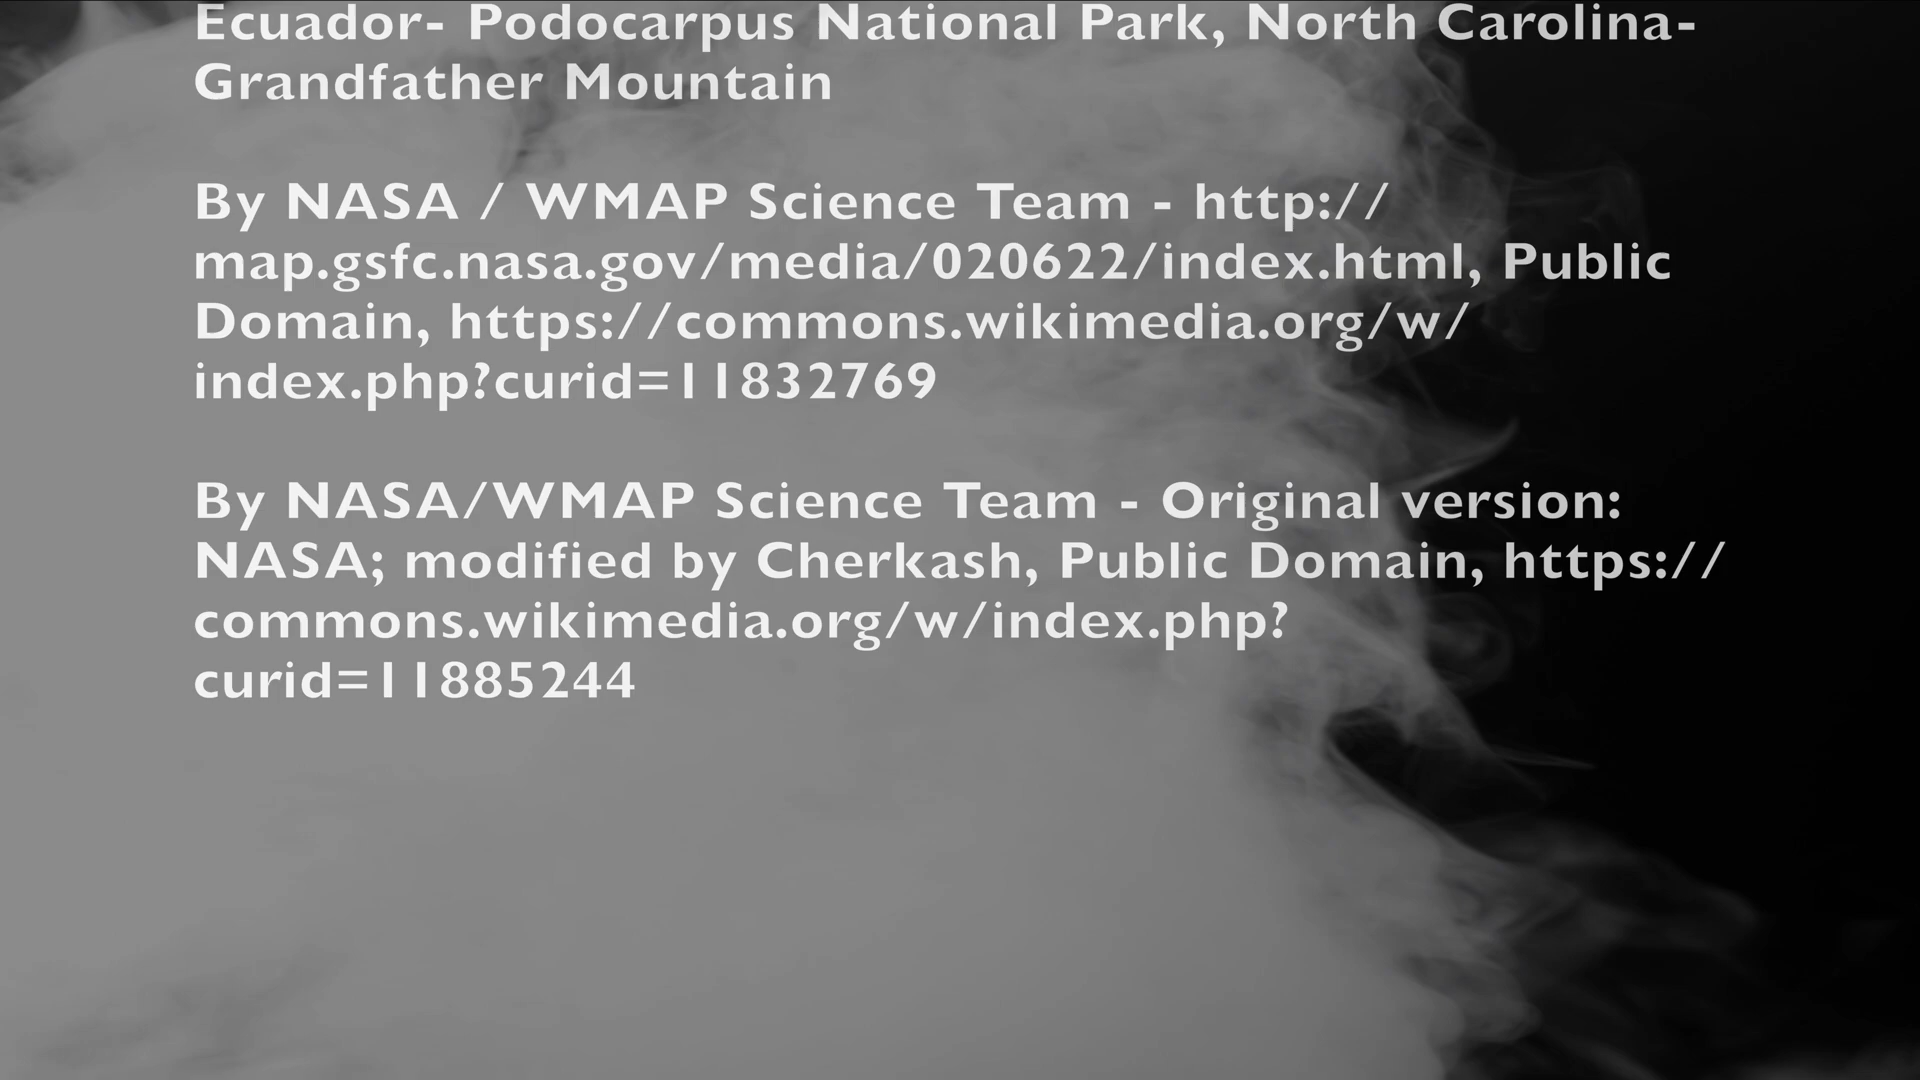 Ecuador- Podocarpus National Park, North Carolina-
Grandfather Mountain
By NASA / WMAP Science Team - http://
map.gsfc.nasa.gov/media/020622/index.html, Public
Domain, https://commons.wikimedia.org/w/
index.php?curid=11832769
By NASA/WMAP Science Team - Original version:
NASA; modified by Cherkash, Public Domain, https://
commons.wikimedia.org/w/index.php?
curid=11885244